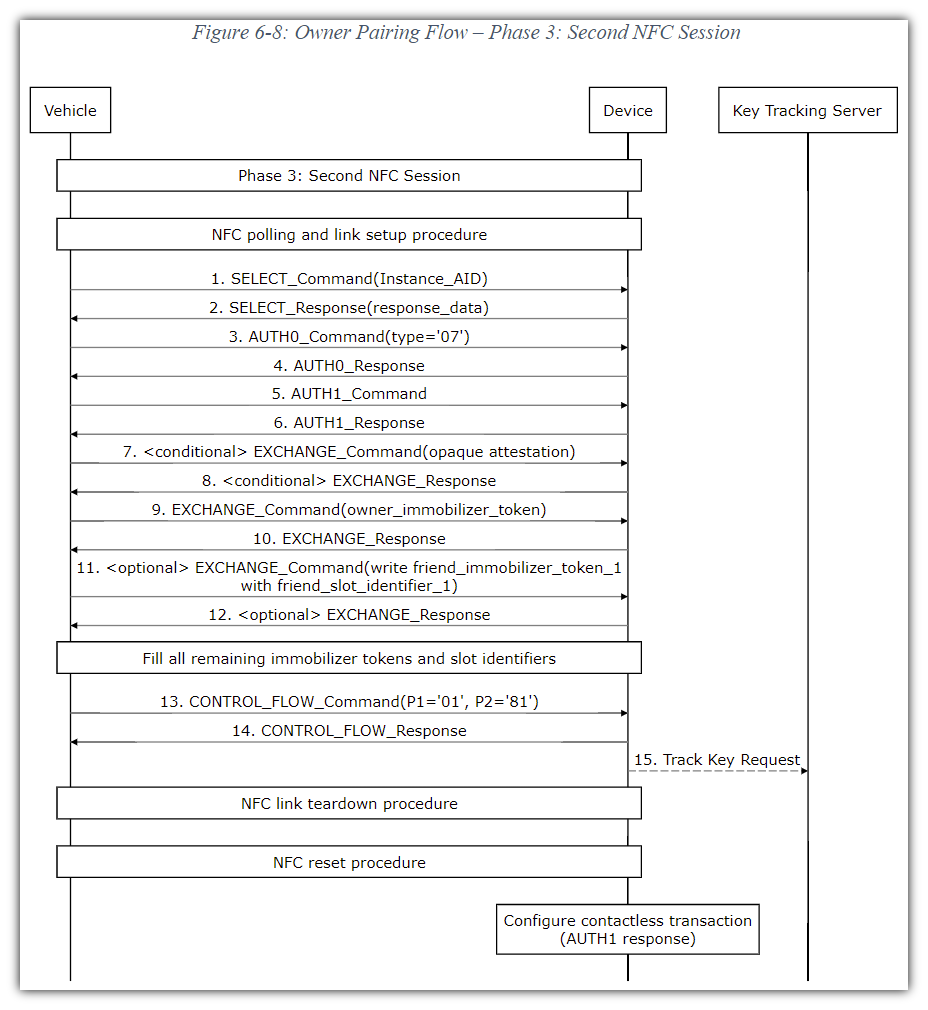 Figure 6-8: Owner Pairing Flow – Phase 3: Second NFC Session
Vehicle
Device
Key Tracking Server
Phase 3: Second NFC Session
NFC polling and link setup procedure
1. SELECT_Command(Instance_AID)
2. SELECT_Response(response_data)
3. AUTH0_Command(type='07')
4. AUTH0_Response
5. AUTH1_Command
6. AUTH1_Response
7. <conditional> EXCHANGE_Command(opaque attestation)
8. <conditional> EXCHANGE_Response
9. EXCHANGE_Command(owner_immobilizer_token)
10. EXCHANGE_Response
11. <optional> EXCHANGE_Command(write friend_immobilizer_token_1
with friend_slot_identifier_1)
12. <optional> EXCHANGE_Response
Fill all remaining immobilizer tokens and slot identifiers
13. CONTROL_FLOW_Command(P1='01', P2='81')
14. CONTROL_FLOW_Response
15. Track Key Request
NFC link teardown procedure
NFC reset procedure
Configure contactless transaction
(AUTH1 response)